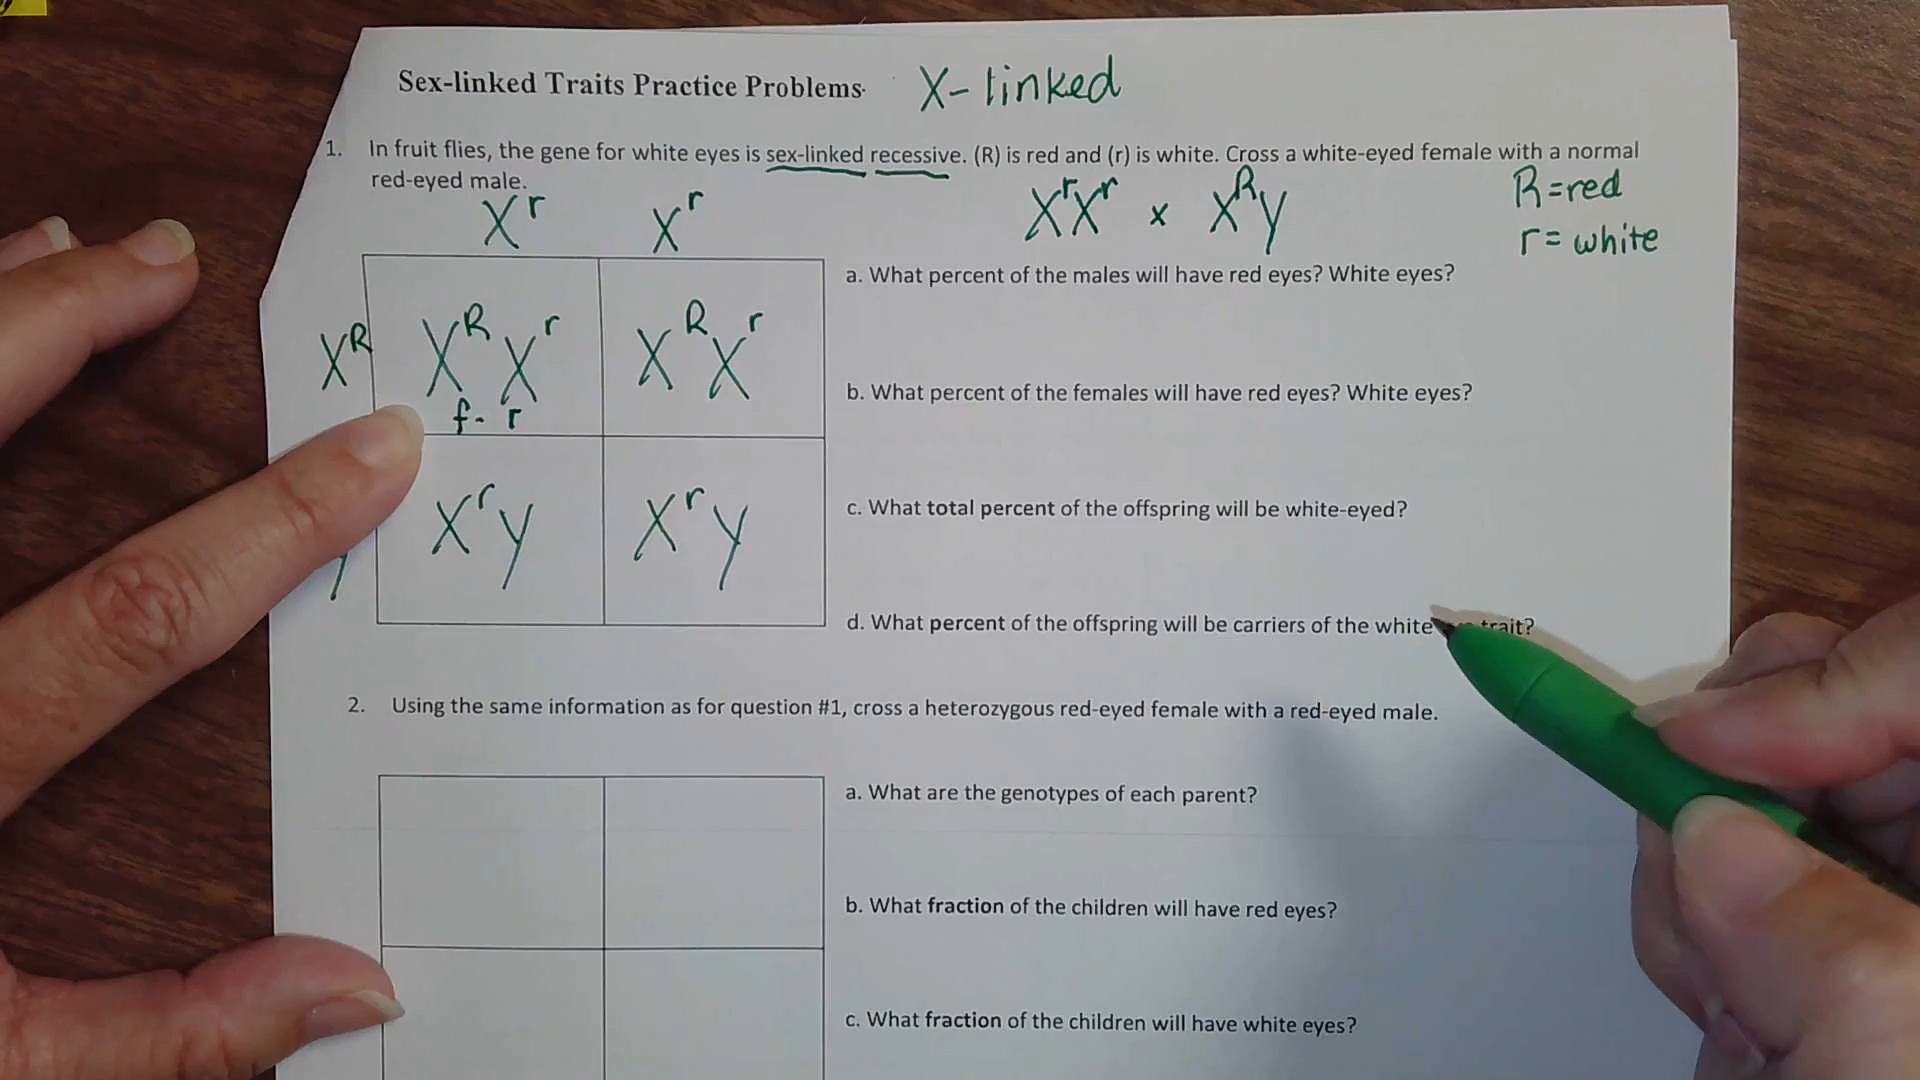 Sex-linked Traits Practice Problems X-linked
1. In fruit flies, the gene for white eyes is sex-linked recessive. (R) is red and (r) is white. Cross a white-eyed female with a normal
red-eyed male.
R=red
X^r X^r
X^rX^r x X^Ry
r=white
a. What percent of the males will have red eyes? White eyes?
X^R X^RX^r X^RX^r
f- r
b. What percent of the females will have red eyes? White eyes?
X^ry X^ry
c. What total percent of the offspring will be white-eyed?
d. What percent of the offspring will be carriers of the white trait?
2. Using the same information as for question #1, cross a heterozygous red-eyed female with a red-eyed male.
a. What are the genotypes of each parent?
b. What fraction of the children will have red eyes?
c. What fraction of the children will have white eyes?